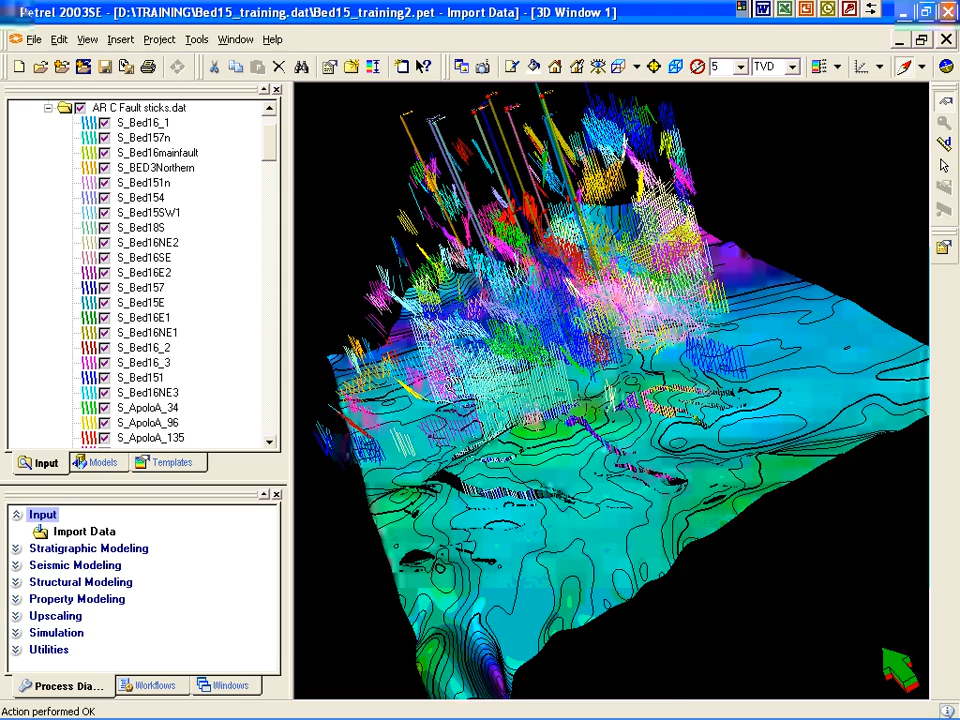 Petrel 2003SE - [D:\TRAINING\Bed15_training.dat\Bed15_training2.pet - Import Data] - [3D Window 1]
File Edit View Insert Project Tools Window Help
5 TVD
AR C Fault sticks.dat
S_Bed16_1
S_Bed157n
S_Bed16mainfault
S_BED3Northern
S_Bed151n
S_Bed154
S_Bed15SW1
S_Bed18S
S_Bed16NE2
S_Bed16SE
S_Bed16E2
S_Bed157
S_Bed15E
S_Bed16E1
S_Bed16NE1
S_Bed16_2
S_Bed16_3
S_Bed151
S_Bed16NE3
S_ApoloA_34
S_ApoloA_96
S_ApoloA_135
Input Models Templates
Input
Import Data
Stratigraphic Modeling
Seismic Modeling
Structural Modeling
Property Modeling
Upscaling
Simulation
Utilities
Process Dia... Workflows Windows
Action performed OK